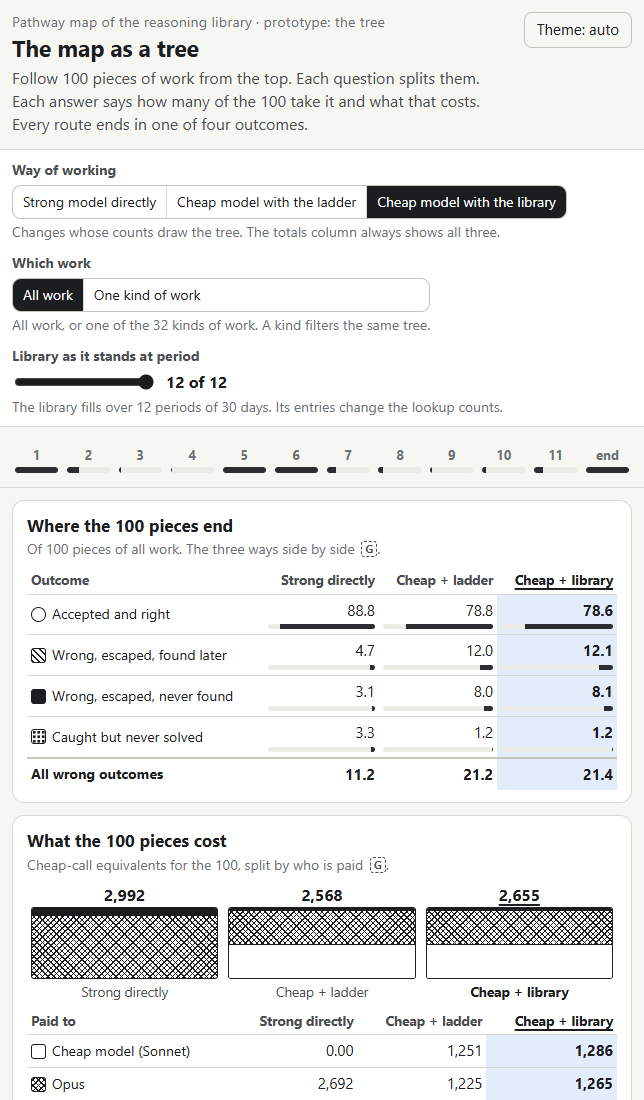 Pathway map of the reasoning library · prototype: the tree
The map as a tree
Theme: auto
Follow 100 pieces of work from the top. Each question splits them.
Each answer says how many of the 100 take it and what that costs.
Every route ends in one of four outcomes.
Way of working
Strong model directly Cheap model with the ladder Cheap model with the library
Changes whose counts draw the tree. The totals column always shows all three.
Which work
All work One kind of work
All work, or one of the 32 kinds of work. A kind filters the same tree.
Library as it stands at period
12 of 12
The library fills over 12 periods of 30 days. Its entries change the lookup counts.
1 2 3 4 5 6 7 8 9 10 11 end
Where the 100 pieces end
Of 100 pieces of all work. The three ways side by side G.
Outcome Strong directly Cheap + ladder Cheap + library
Accepted and right 88.8 78.8 78.6
Wrong, escaped, found later 4.7 12.0 12.1
Wrong, escaped, never found 3.1 8.0 8.1
Caught but never solved 3.3 1.2 1.2
All wrong outcomes 11.2 21.2 21.4
What the 100 pieces cost
Cheap-call equivalents for the 100, split by who is paid G.
2,992 2,568 2,655
Strong directly Cheap + ladder Cheap + library
Paid to Strong directly Cheap + ladder Cheap + library
Cheap model (Sonnet) 0.00 1,251 1,286
Opus 2,692 1,225 1,265